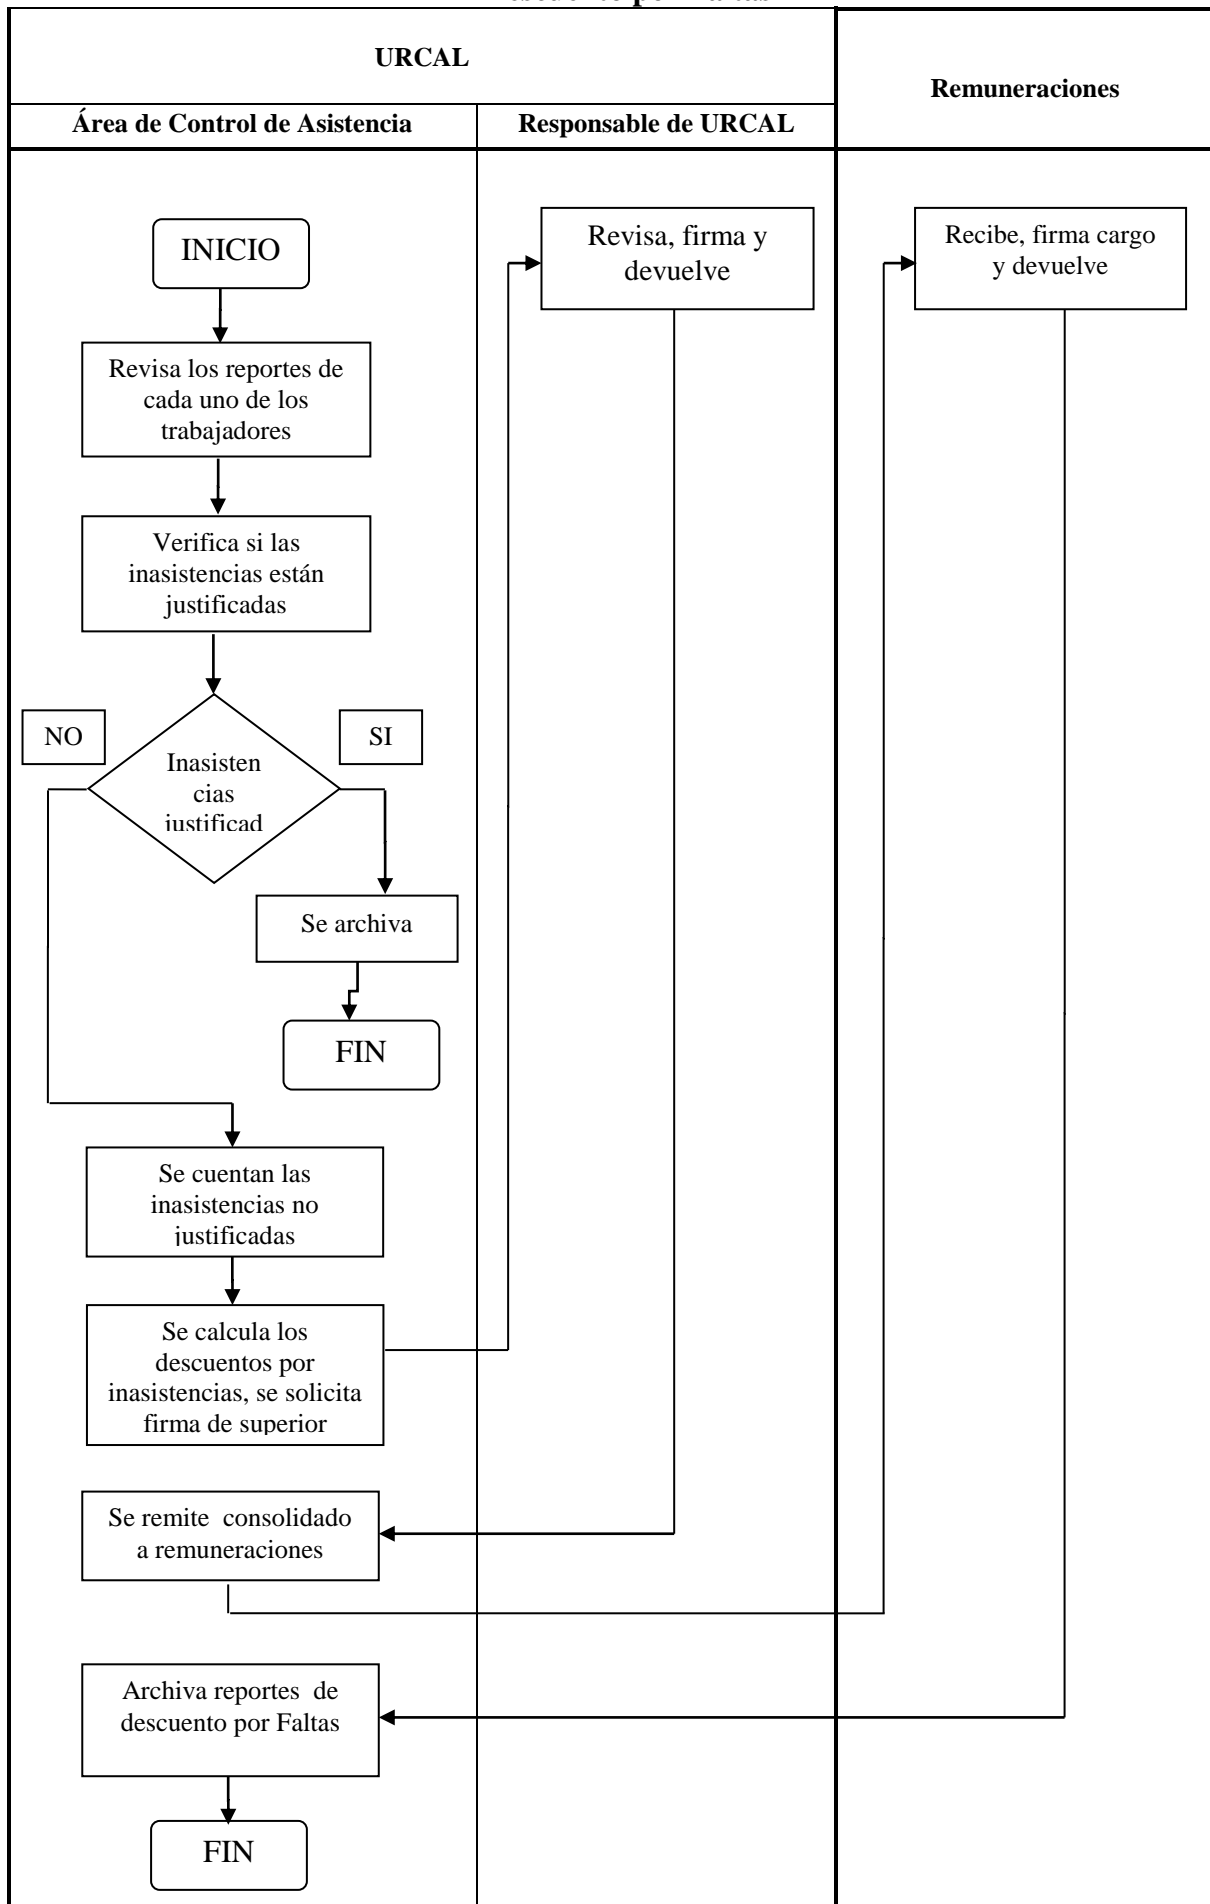 URCAL
Remuneraciones
Área de Control de Asistencia
Responsable de URCAL
INICIO
Revisa los reportes de
cada uno de los
trabajadores
Verifica si las
inasistencias están
justificadas
NO
SI
Inasisten
cias
justificad
Se archiva
FIN
Se cuentan las
inasistencias no
justificadas
Se calcula los
descuentos por
inasistencias, se solicita
firma de superior
Se remite consolidado
a remuneraciones
Archiva reportes de
descuento por Faltas
FIN
Revisa, firma y
devuelve
Recibe, firma cargo
y devuelve